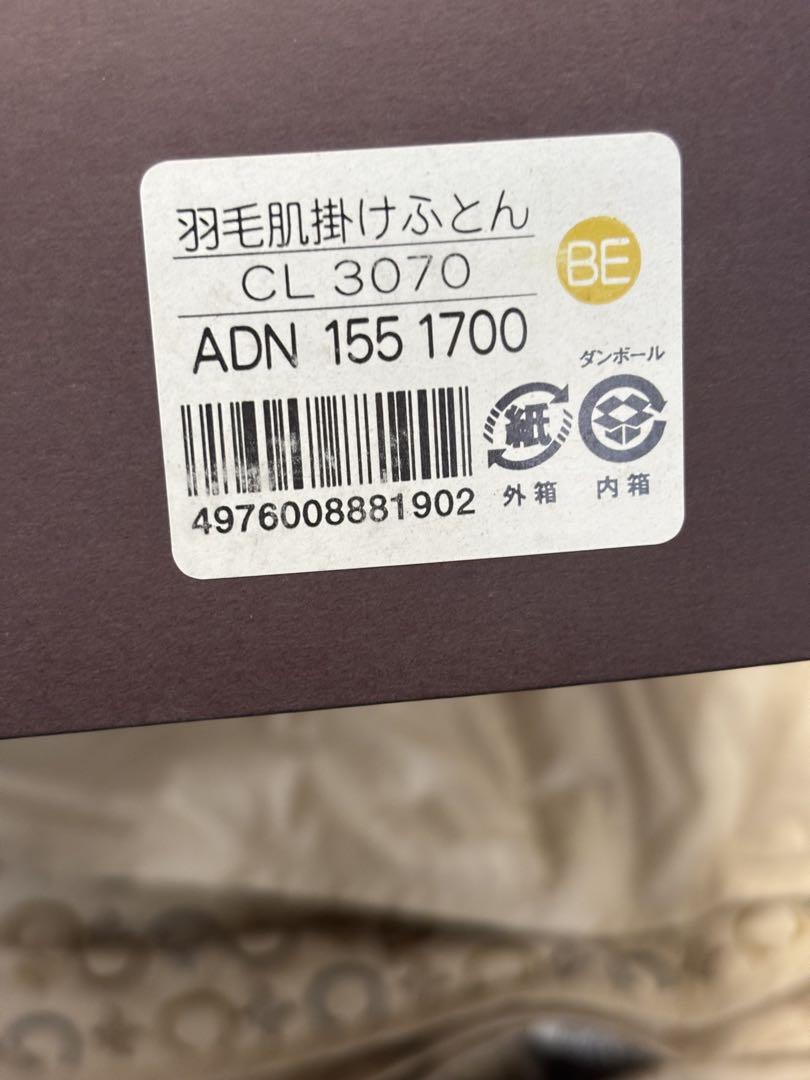 羽毛肌掛けふとん
CL 3070
BE
ADN 155 1700
ダンボール
紙
外箱
内箱
4976008881902